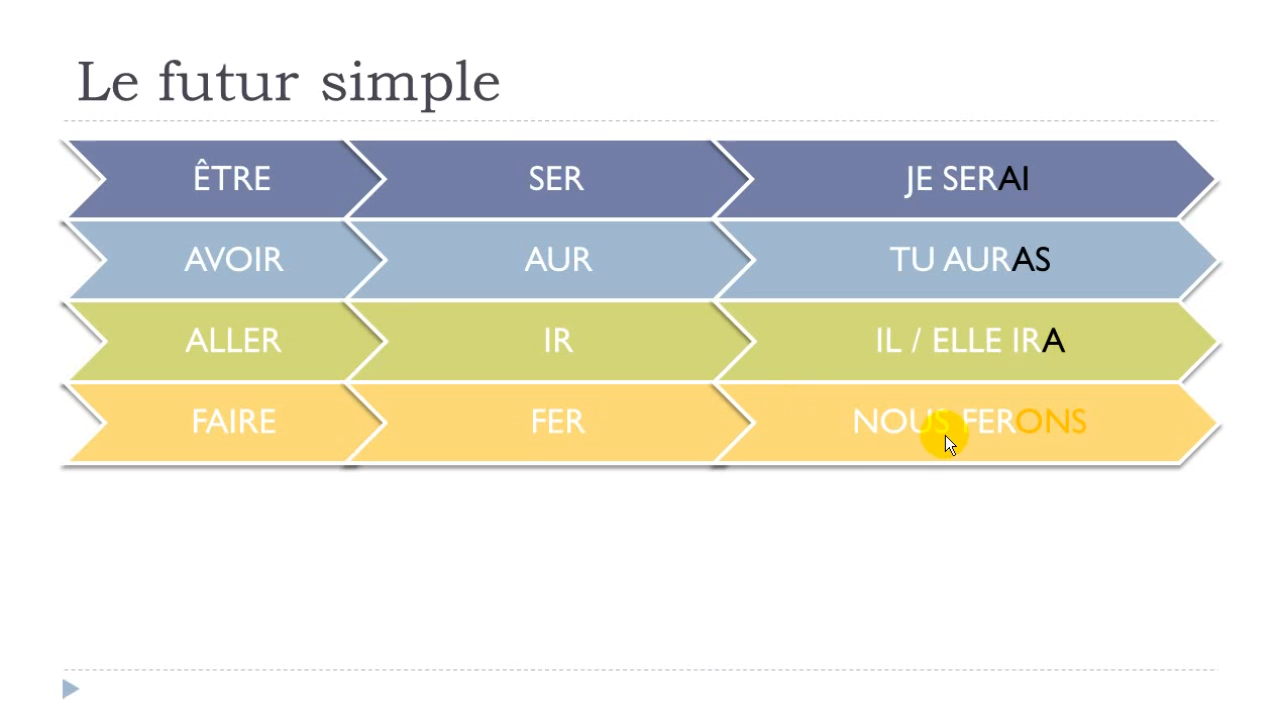 Le futur simple
ÊTRE SER JE SERAI
AVOIR AUR TU AURAS
ALLER IR IL / ELLE IRA
FAIRE FER NOUS FERONS